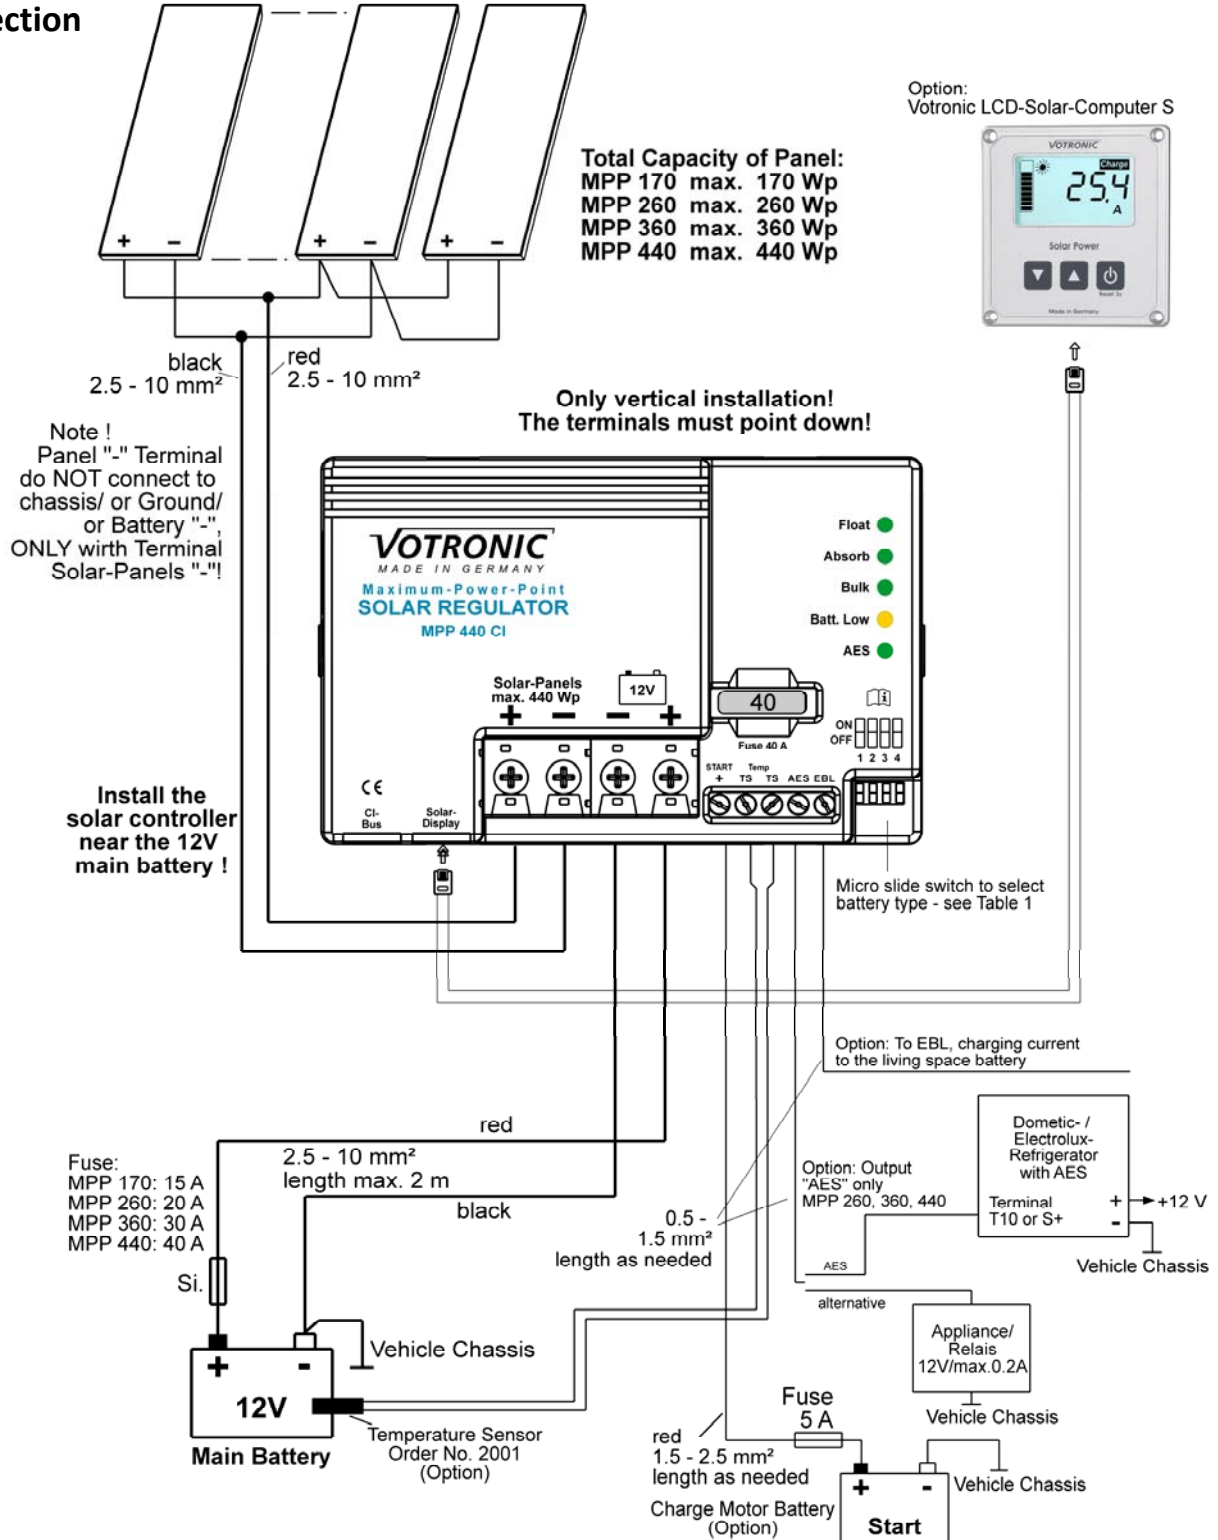 ection
Option:
Votronic LCD-Solar-Computer S
VOTRONIC
Charge
25.4
A
Solar Power
Reset 3s
Made in Germany
Total Capacity of Panel:
MPP 170 max. 170 Wp
MPP 260 max. 260 Wp
MPP 360 max. 360 Wp
MPP 440 max. 440 Wp
+ −
+ −
+ −
black
2.5 - 10 mm²
red
2.5 - 10 mm²
Only vertical installation!
The terminals must point down!
Note !
Panel "-" Terminal
do NOT connect to
chassis/ or Ground/
or Battery "-",
ONLY wirth Terminal
Solar-Panels "-"!
VOTRONIC
MADE IN GERMANY
Maximum-Power-Point
SOLAR REGULATOR
MPP 440 CI
Float
Absorb
Bulk
Batt. Low
AES
Solar-Panels
max. 440 Wp
12V
+ − − +
40
Fuse 40 A
ON
OFF
1 2 3 4
START
+
Temp
TS TS AES EBL
CE
CI-
Bus
Solar-
Display
Install the
solar controller
near the 12V
main battery !
Micro slide switch to select
battery type - see Table 1
Option: To EBL, charging current
to the living space battery
red
2.5 - 10 mm²
length max. 2 m
black
Fuse:
MPP 170: 15 A
MPP 260: 20 A
MPP 360: 30 A
MPP 440: 40 A
Si.
Option: Output
"AES" only
MPP 260, 360, 440
0.5 -
1.5 mm²
length as needed
Dometic- /
Electrolux-
Refrigerator
with AES
Terminal
T10 or S+
+
-
+12 V
Vehicle Chassis
AES
alternative
Appliance/
Relais
12V/max.0.2A
Vehicle Chassis
Vehicle Chassis
+ -
12V
Main Battery
Temperature Sensor
Order No. 2001
(Option)
Fuse
5 A
red
1.5 - 2.5 mm²
length as needed
Charge Motor Battery
(Option)
+ -
Start
Vehicle Chassis